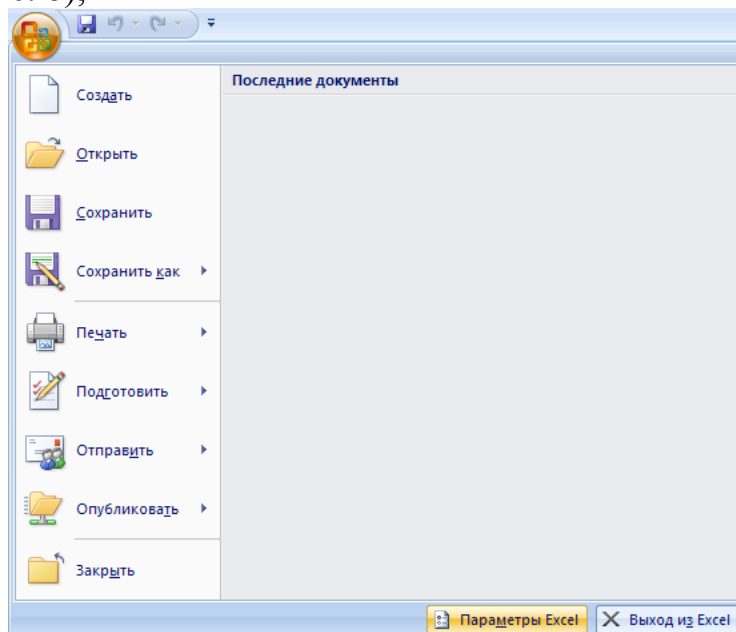 Последние документы
Создать
Открыть
Сохранить
Сохранить как
Печать
Подготовить
Отправить
Опубликовать
Закрыть
Параметры Excel
Выход из Excel